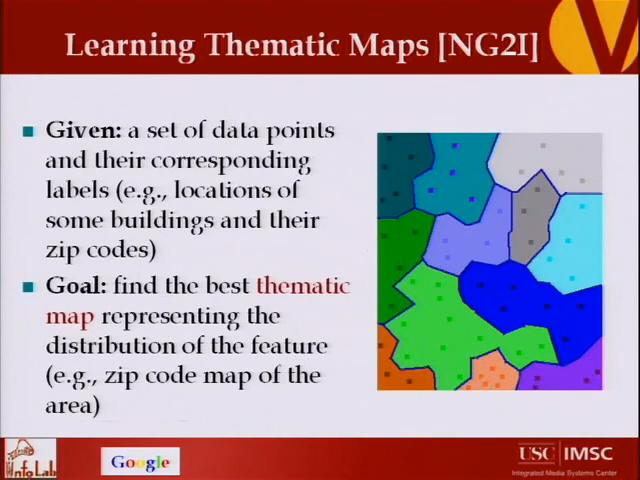 Learning Thematic Maps [NG2I]
Given: a set of data points
and their corresponding
labels (e.g., locations of
some buildings and their
zip codes)
Goal: find the best thematic
map representing the
distribution of the feature
(e.g., zip code map of the
area)
InfoLab
Google
USC IMSC
Integrated Media Systems Center